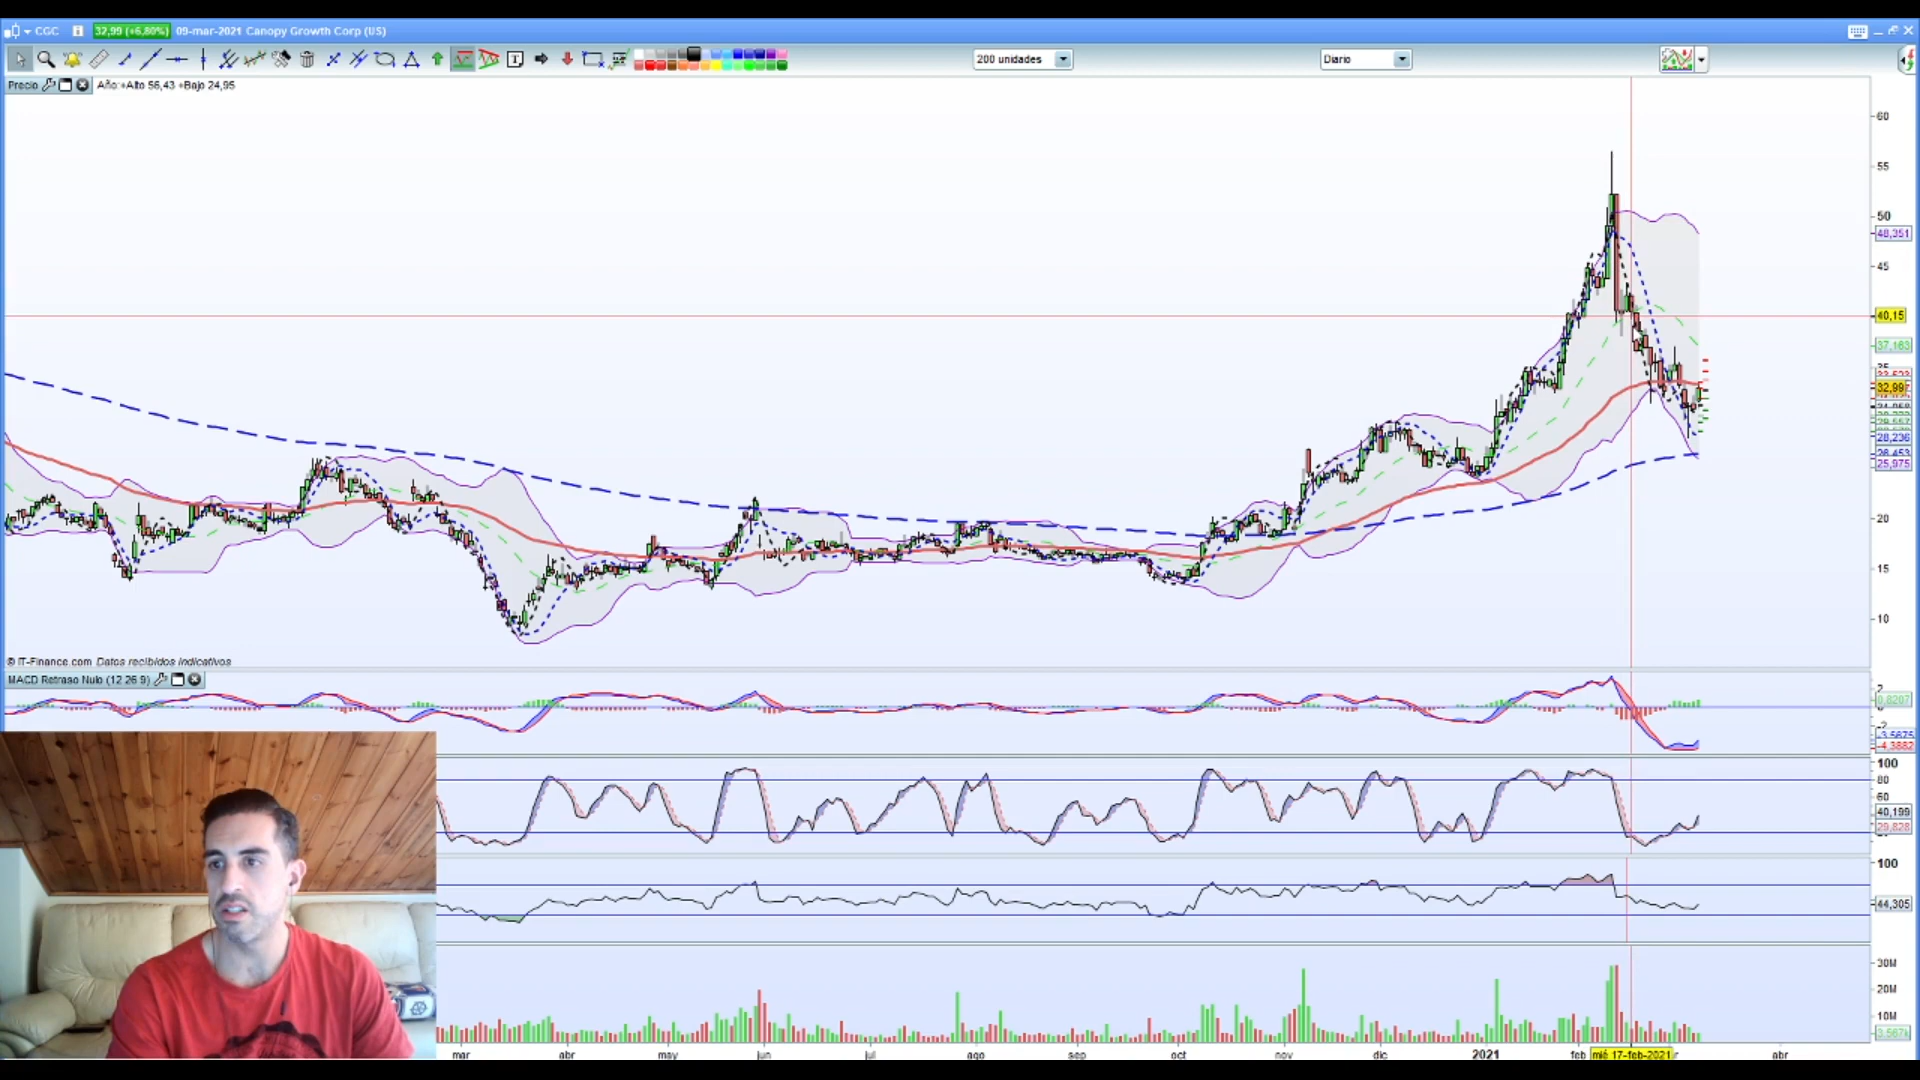 CGC 32,99 (+6,80%) 09-mar-2021 Canopy Growth Corp (US)
200 unidades
Diario
Precio Año:+Alto 56,43 +Bajo 24,95
60
55
50
48,351
45
40,15
37,163
32,99
28,236
25,975
20
15
10
© IT-Finance.com Datos recibidos indicativos
MACD Retraso Nulo (12 26 9)
2
0,8207
-2
-3,5675
-4,3882
100
80
60
40,199
29,828
100
44,305
30M
20M
10M
3,567k
mar abr may jun jul ago sep oct nov dic 2021 feb mié 17-feb-2021 abr